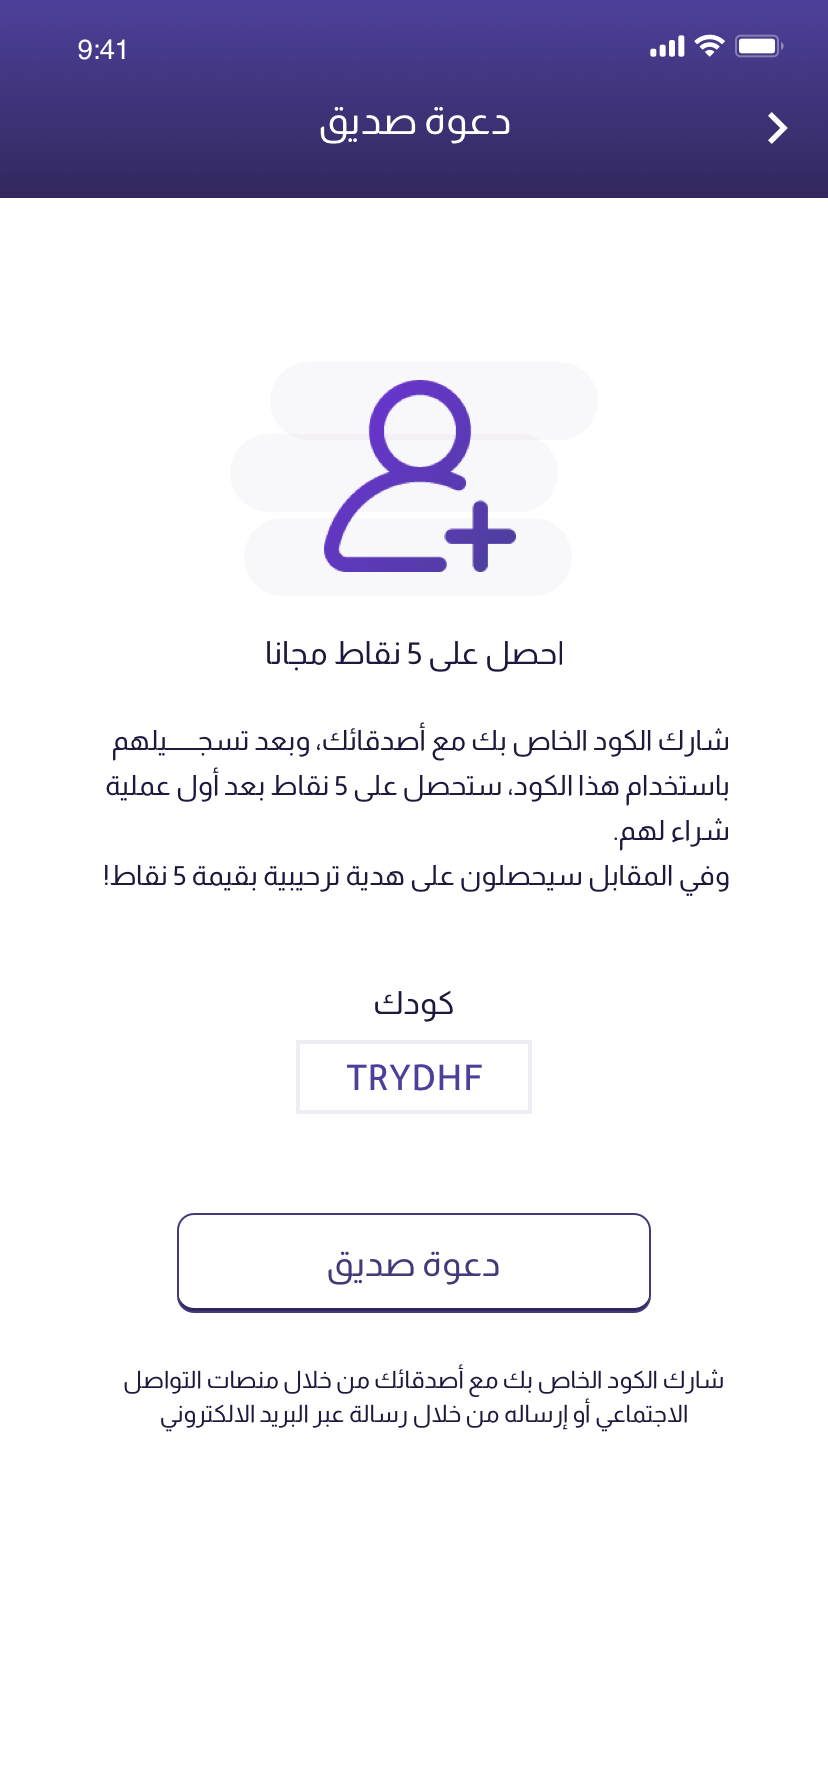 9:41
دعوة صديق
احصل على 5 نقاط مجانا
شارك الكود الخاص بك مع أصدقائك، وبعد تسجـــــيلهم
باستخدام هذا الكود، ستحصل على 5 نقاط بعد أول عملية
شراء لهم.
وفي المقابل سيحصلون على هدية ترحيبية بقيمة 5 نقاط!
كودك
TRYDHF
دعوة صديق
شارك الكود الخاص بك مع أصدقائك من خلال منصات التواصل
الاجتماعي أو إرساله من خلال رسالة عبر البريد الالكتروني